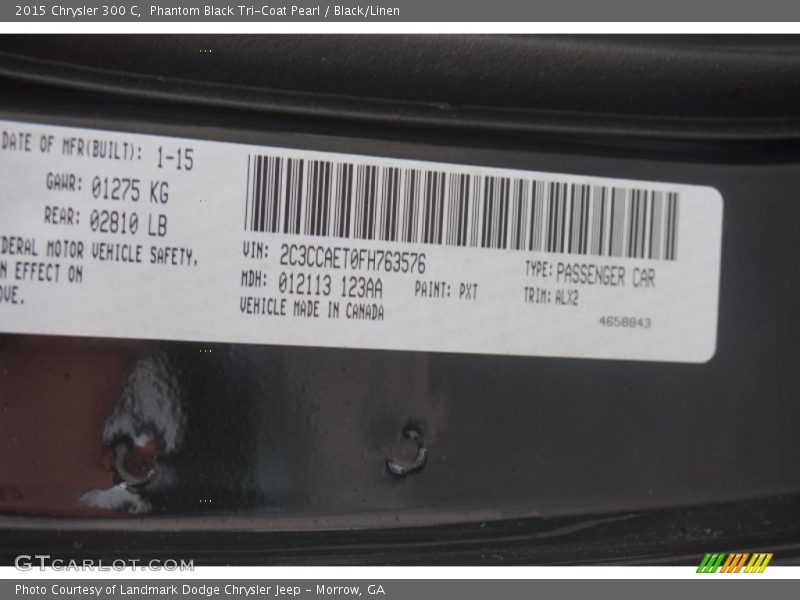 2015 Chrysler 300 C, Phantom Black Tri-Coat Pearl / Black/Linen
DATE OF MFR(BUILT): 1-15
GAWR: 01275 KG
REAR: 02810 LB
DERAL MOTOR VEHICLE SAFETY,
N EFFECT ON
OVE.
VIN: 2C3CCAET0FH763576
MDH: 012113 123AA PAINT: PXT
VEHICLE MADE IN CANADA
TYPE: PASSENGER CAR
TRIM: ALX2
4658843
GTCARLOT.COM
Photo Courtesy of Landmark Dodge Chrysler Jeep - Morrow, GA